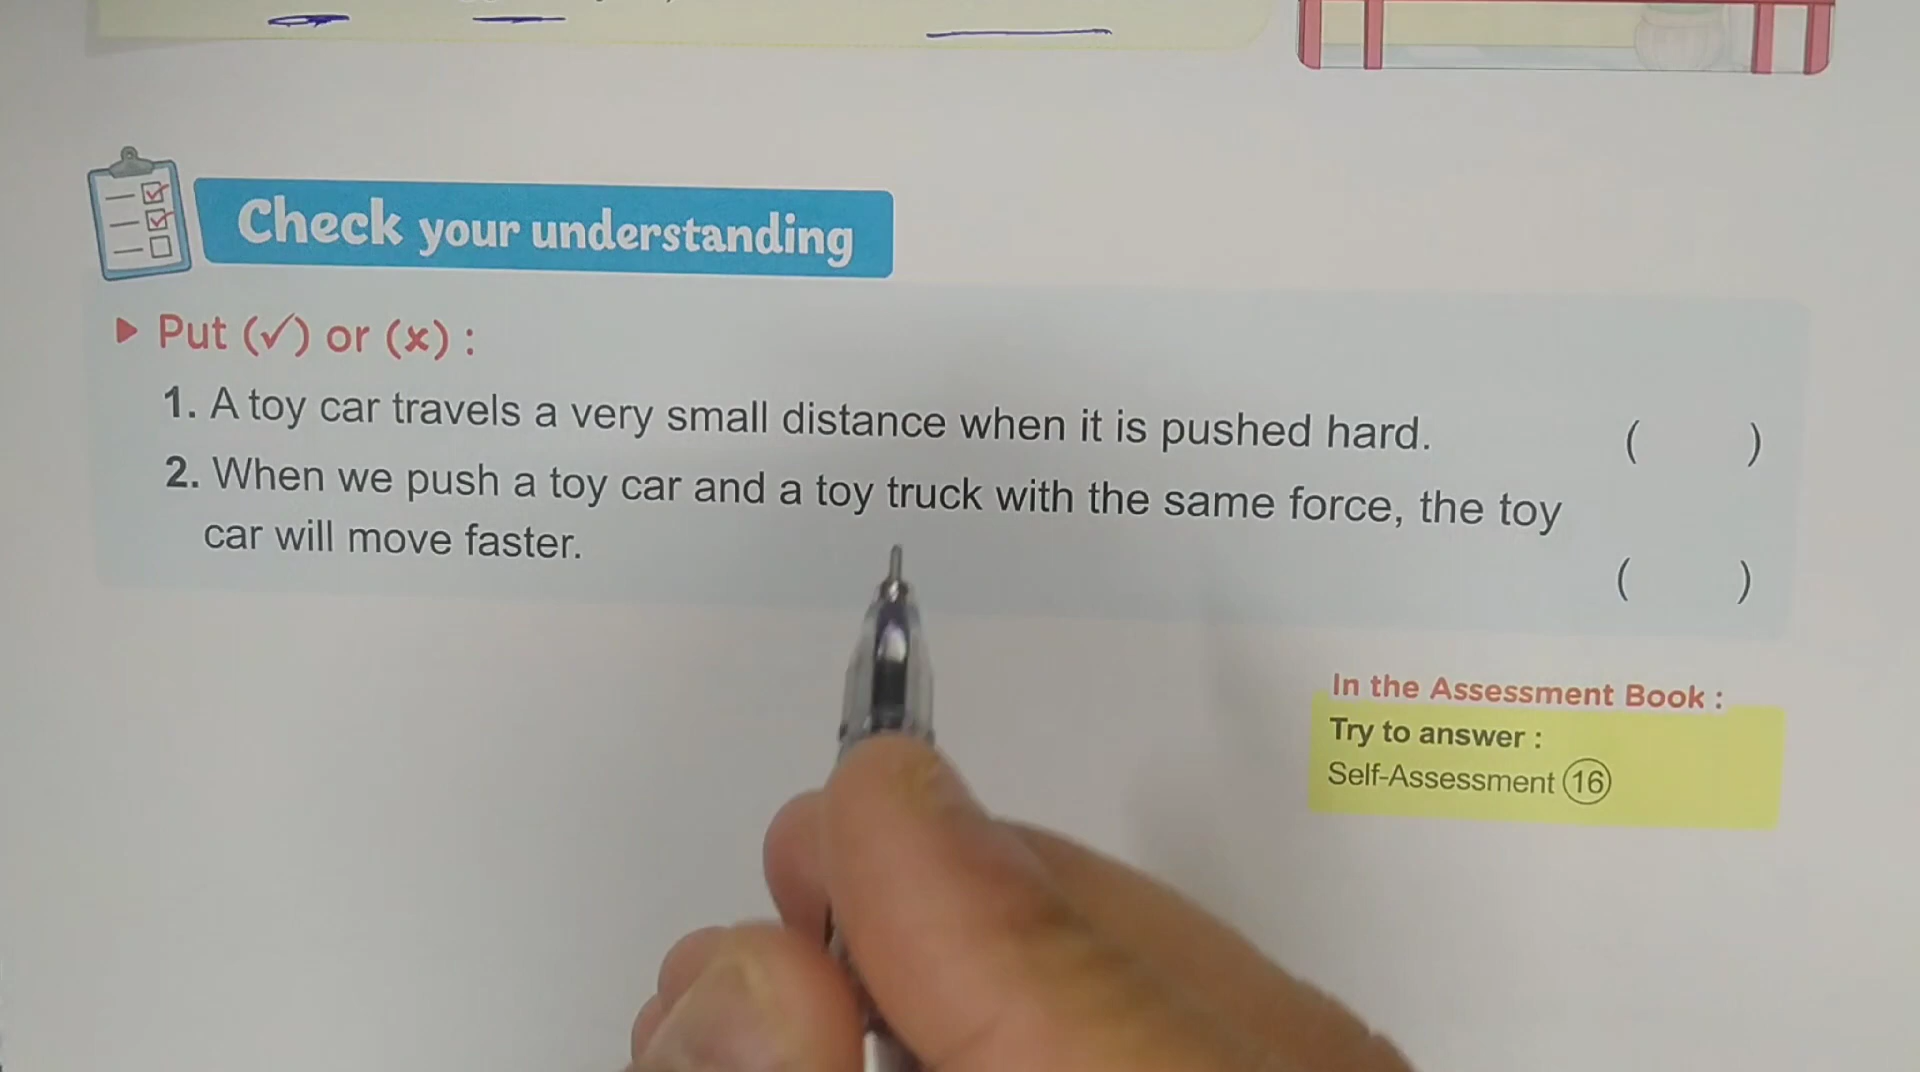 Check your understanding
Put (✓) or (×) :
1. A toy car travels a very small distance when it is pushed hard. ( )
2. When we push a toy car and a toy truck with the same force, the toy
car will move faster. ( )
In the Assessment Book :
Try to answer :
Self-Assessment 16